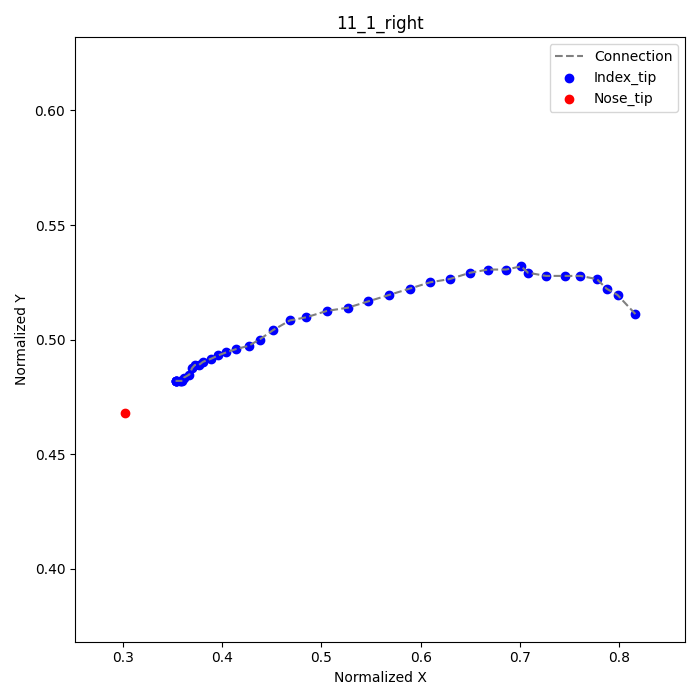 11_1_right
Connection
Index_tip
Nose_tip
Normalized Y
0.60
0.55
0.50
0.45
0.40
0.3 0.4 0.5 0.6 0.7 0.8
Normalized X